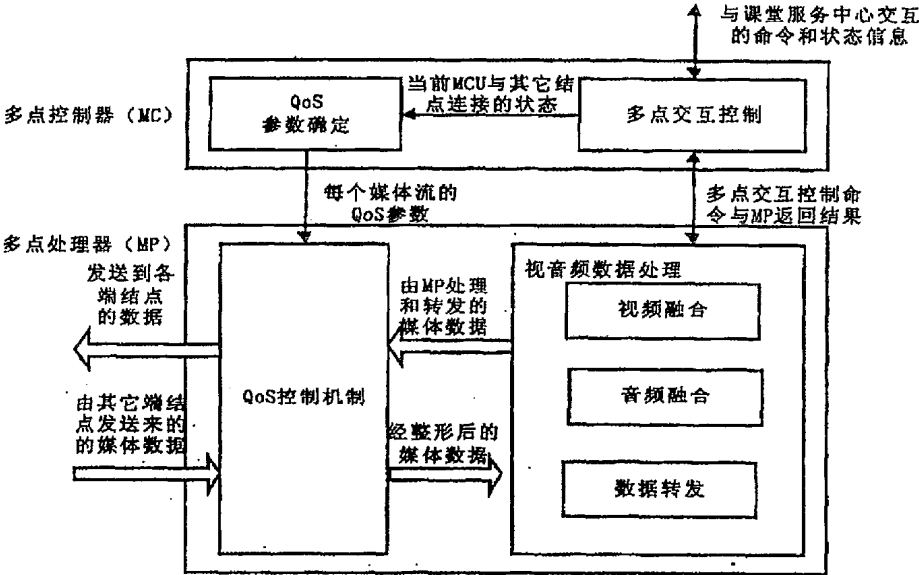 与课堂服务中心交互
的命令和状态信息
多点控制器（MC）
QoS
参数确定
当前MCU与其它结
点连接的状态
多点交互控制
每个媒体流的
QoS参数
多点交互控制命
令与MP返回结果
多点处理器（MP）
发送到各
端结点
的数据
由其它端结
点发送来的
的媒体数据
QoS控制机制
由MP处理
和转发的
媒体数据
经整形后的
媒体数据
视音频数据处理
视频融合
音频融合
数据转发